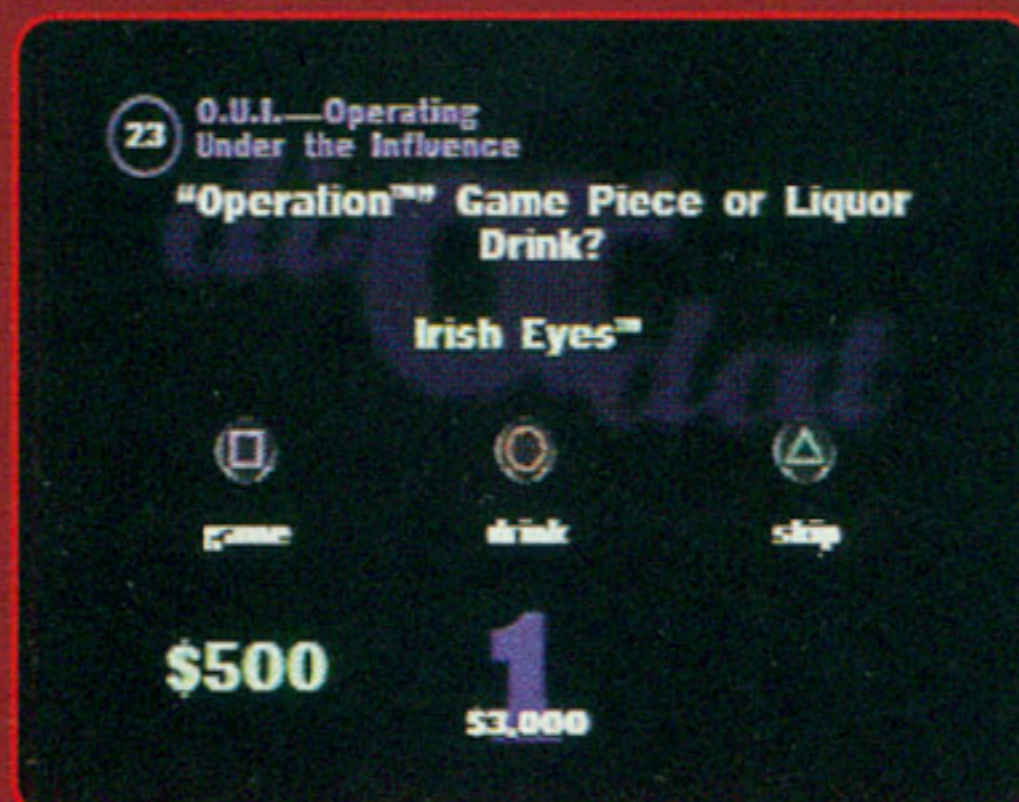 23
O.U.I.—Operating
Under the Influence
“Operation™” Game Piece or Liquor
Drink?
Irish Eyes™
game
drink
skip
$500
1
$3,000